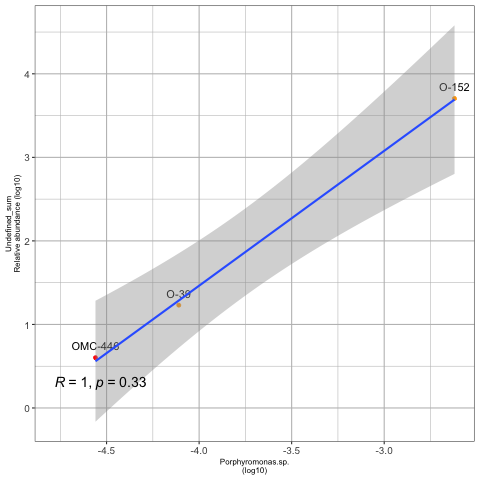 O-152
O-39
OMC-446
R = 1, p = 0.33
4
3
2
1
0
-4.5 -4.0 -3.5 -3.0
Porphyromonas.sp.
(log10)
Undefined_sum
Relative abundance (log10)